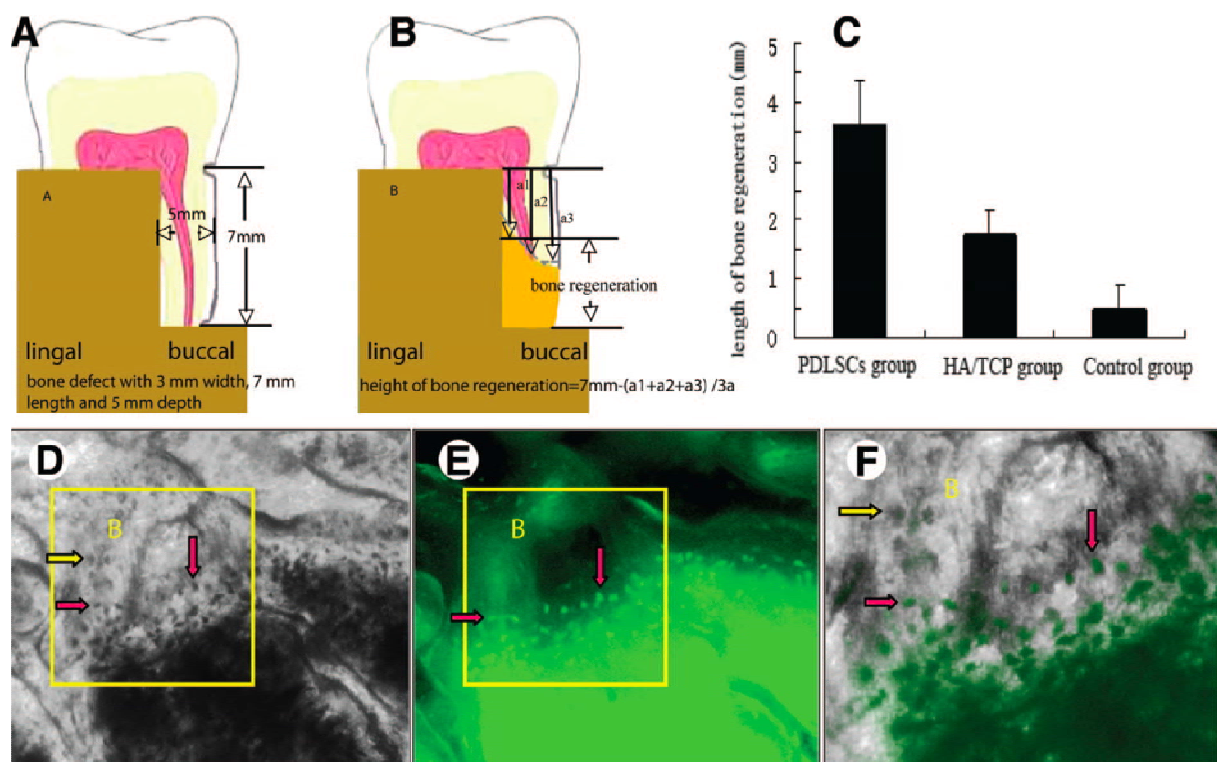 A
A
5mm
7mm
lingal
buccal
bone defect with 3 mm width, 7 mm
length and 5 mm depth
B
B
a1
a2
a3
bone regeneration
lingal
buccal
height of bone regeneration=7mm-(a1+a2+a3) /3a
C
length of bone regeneration (mm)
5
4
3
2
1
0
PDLSCs group
HA/TCP group
Control group
D
B
E
B
F
B